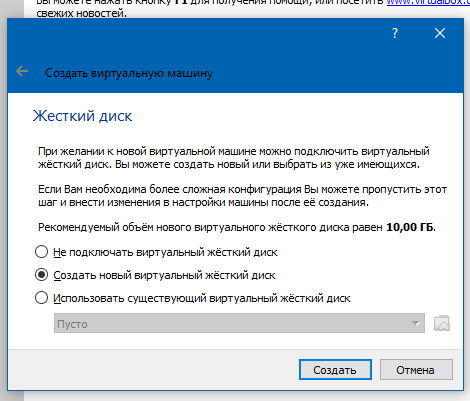 вы можете нажать кнопку F1 для получения помощи, или посетить www.virtualbox.
свежих новостей.
?
Создать виртуальную машину
Жесткий диск
При желании к новой виртуальной машине можно подключить виртуальный
жёсткий диск. Вы можете создать новый или выбрать из уже имеющихся.
Если Вам необходима более сложная конфигурация Вы можете пропустить этот
шаг и внести изменения в настройки машины после её создания.
Рекомендуемый объём нового виртуального жёсткого диска равен 10,00 ГБ.
Не подключать виртуальный жёсткий диск
Создать новый виртуальный жёсткий диск
Использовать существующий виртуальный жёсткий диск
Пусто
Создать
Отмена